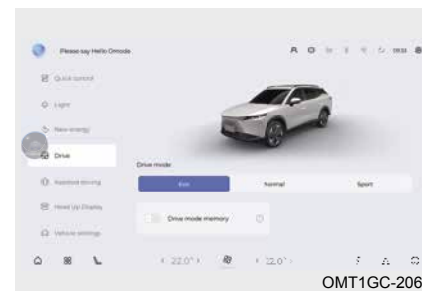 Please say Hello Omode
Quick control
Light
New energy
Drive
Assisted driving
Head Up Display
Vehicle settings
Drive mode
Eco
Normal
Sport
Drive mode memory
22.0°
22.0°
OMT1GC-206